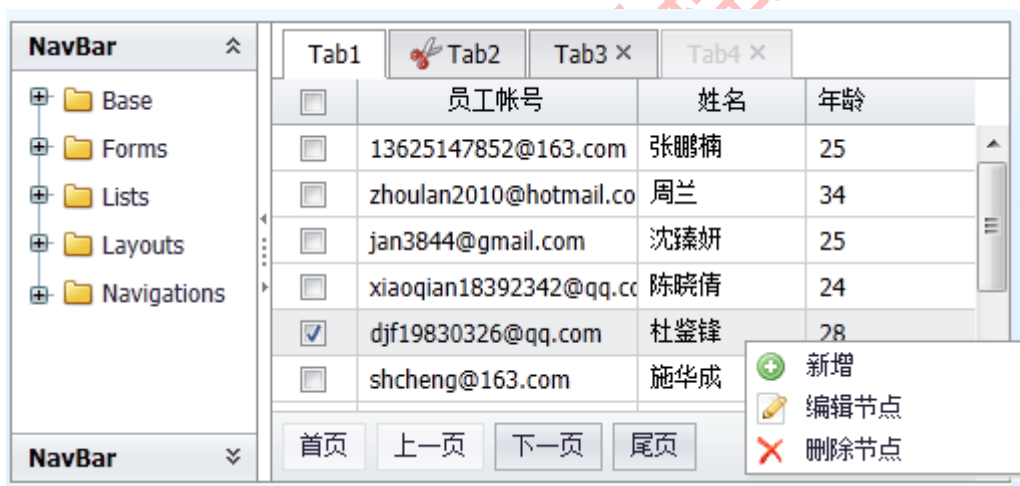 NavBar
Base
Forms
Lists
Layouts
Navigations
NavBar
Tab1 Tab2 Tab3 Tab4
员工帐号 姓名 年龄
13625147852@163.com 张鹏楠 25
zhoulan2010@hotmail.co 周兰 34
jan3844@gmail.com 沈臻妍 25
xiaoqian18392342@qq.cc 陈晓倩 24
djf19830326@qq.com 杜鉴锋 28
shcheng@163.com 施华成
首页 上一页 下一页 尾页
新增
编辑节点
删除节点